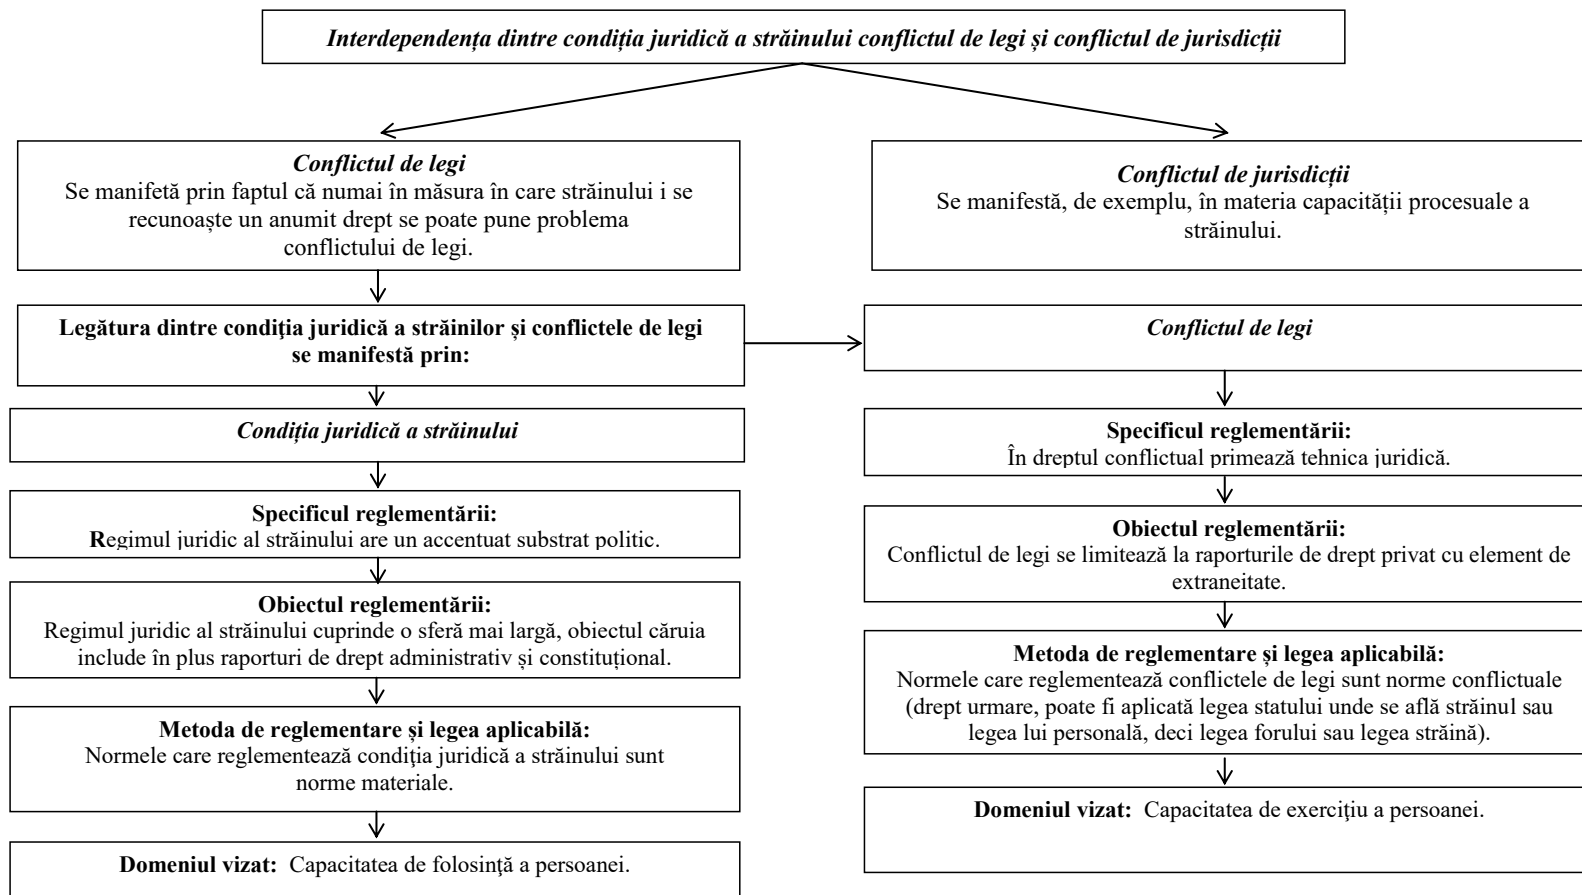 Interdependența dintre condiția juridică a străinului conflictul de legi și conflictul de jurisdicții
Conflictul de legi
Se manifetă prin faptul că numai în măsura în care străinului i se
recunoaște un anumit drept se poate pune problema
conflictului de legi.
Conflictul de jurisdicții
Se manifestă, de exemplu, în materia capacității procesuale a
străinului.
Legătura dintre condiţia juridică a străinilor și conflictele de legi
se manifestă prin:
Conflictul de legi
Condiția juridică a străinului
Specificul reglementării:
Regimul juridic al străinului are un accentuat substrat politic.
Obiectul reglementării:
Regimul juridic al străinului cuprinde o sferă mai largă, obiectul căruia
include în plus raporturi de drept administrativ și constituțional.
Metoda de reglementare și legea aplicabilă:
Normele care reglementează condiţia juridică a străinului sunt
norme materiale.
Domeniul vizat: Capacitatea de folosinţă a persoanei.
Specificul reglementării:
În dreptul conflictual primează tehnica juridică.
Obiectul reglementării:
Conflictul de legi se limitează la raporturile de drept privat cu element de
extraneitate.
Metoda de reglementare și legea aplicabilă:
Normele care reglementează conflictele de legi sunt norme conflictuale
(drept urmare, poate fi aplicată legea statului unde se află străinul sau
legea lui personală, deci legea forului sau legea străină).
Domeniul vizat: Capacitatea de exerciţiu a persoanei.